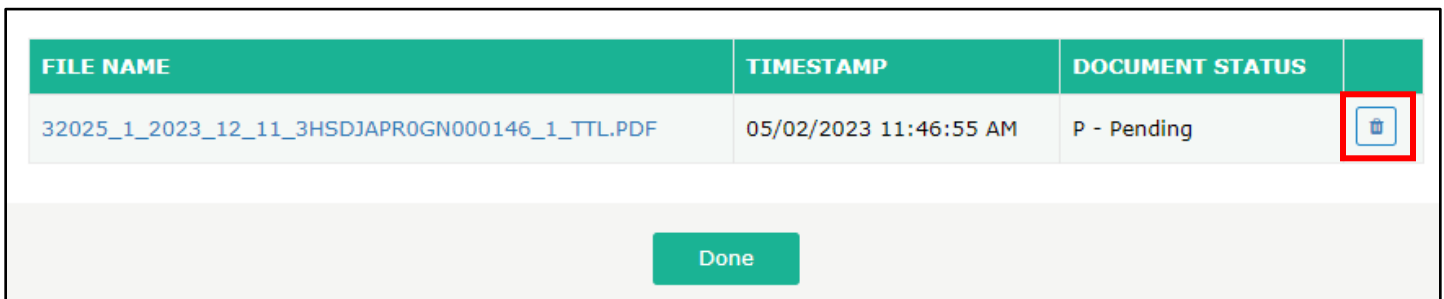 FILE NAME TIMESTAMP DOCUMENT STATUS
32025_1_2023_12_11_3HSDJAPR0GN000146_1_TTL.PDF 05/02/2023 11:46:55 AM P - Pending
Done